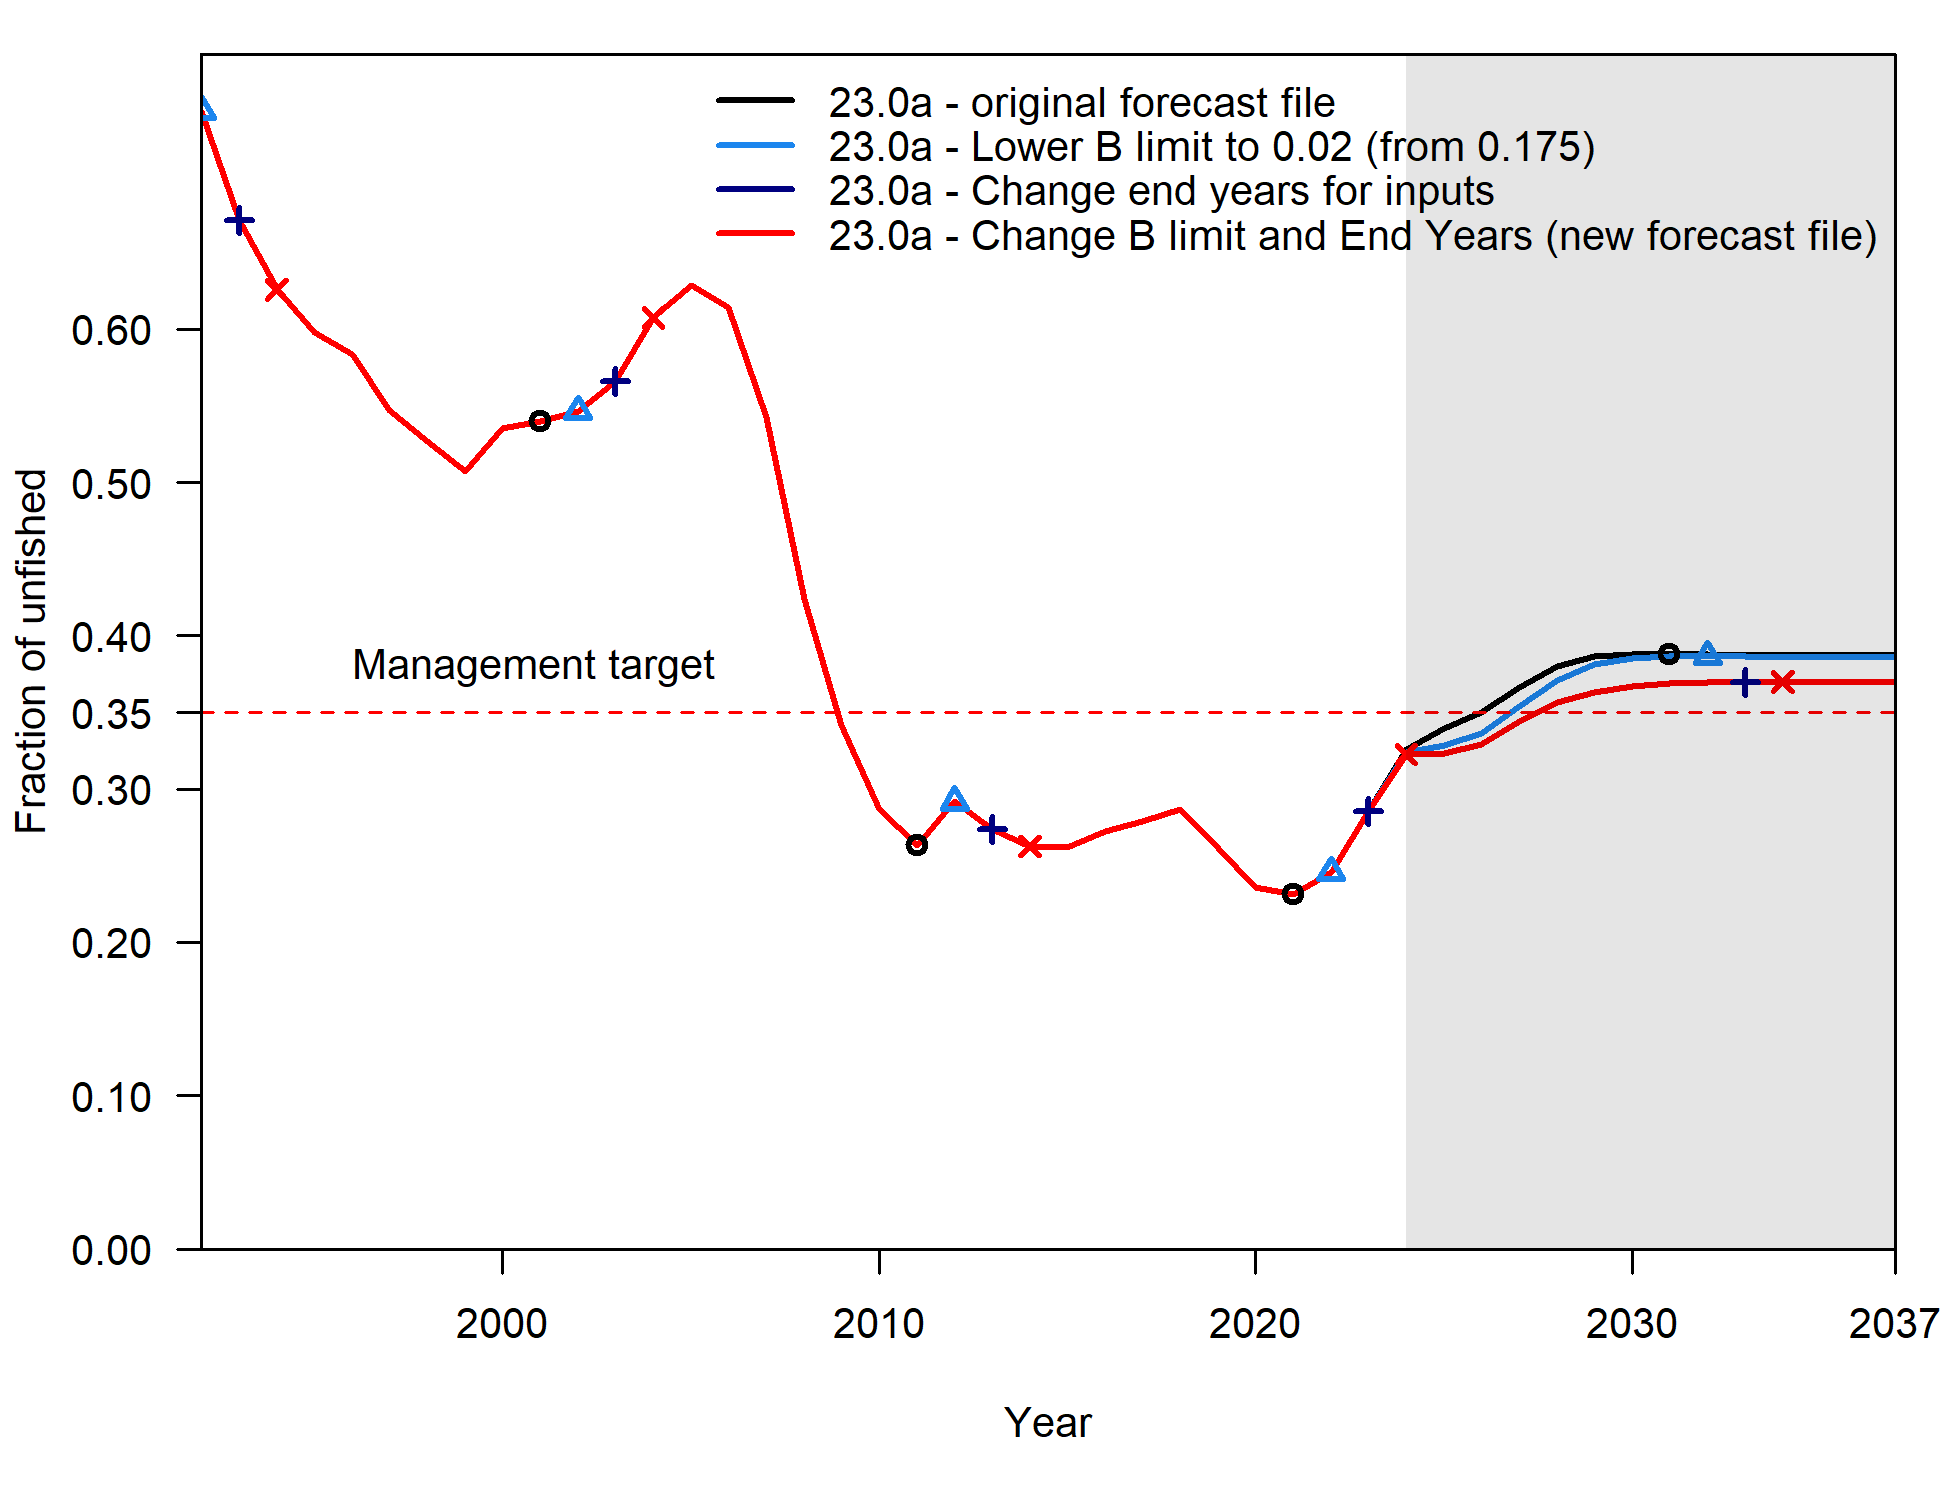 23.0a - original forecast file
23.0a - Lower B limit to 0.02 (from 0.175)
23.0a - Change end years for inputs
23.0a - Change B limit and End Years (new forecast file)
Fraction of unfished
0.60
0.50
0.40
0.35
0.30
0.20
0.10
0.00
Management target
2000
2010
2020
2030
2037
Year